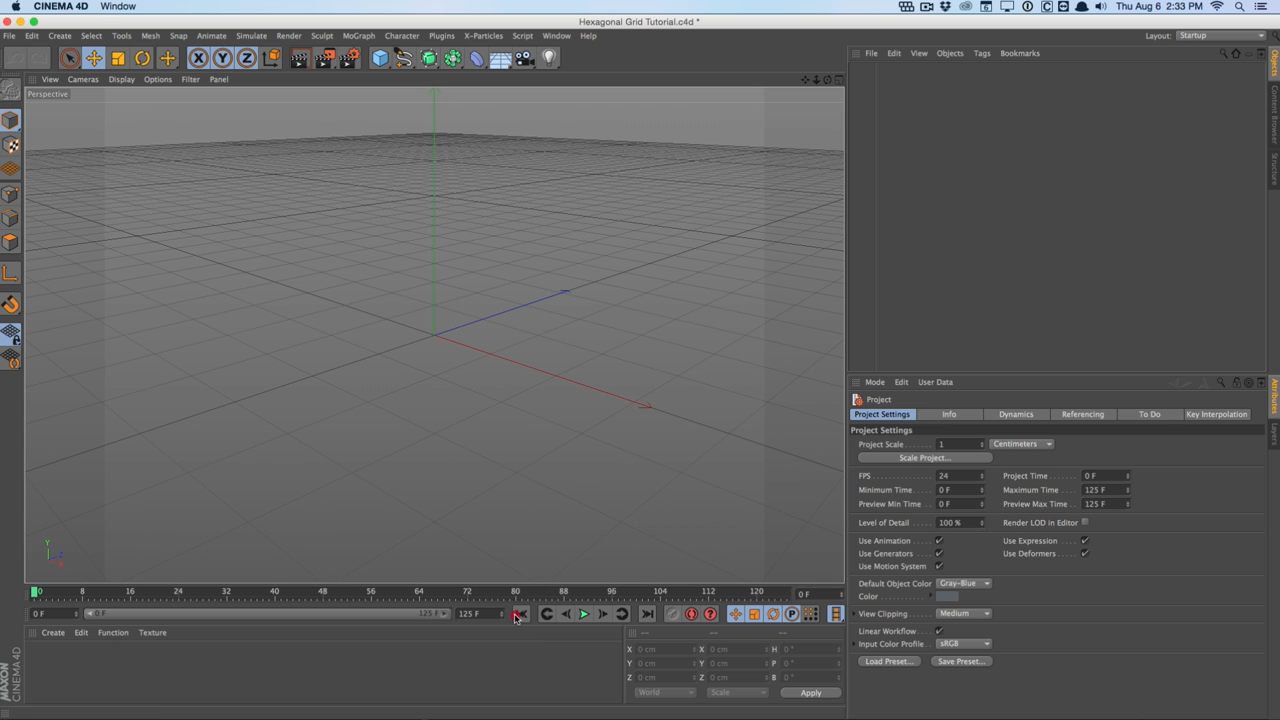 CINEMA 4D Window Thu Aug 6 2:33 PM
Hexagonal Grid Tutorial.c4d *
File Edit Create Select Tools Mesh Snap Animate Simulate Render Sculpt MoGraph Character Plugins X-Particles Script Window Help Layout: Startup
X Y Z
File Edit View Objects Tags Bookmarks
View Cameras Display Options Filter Panel
Perspective
Objects
Content Browser
Structure
Mode Edit User Data
Project
Project Settings Info Dynamics Referencing To Do Key Interpolation
Project Settings
Project Scale 1 Centimeters
Scale Project...
FPS 24 Project Time 0 F
Minimum Time 0 F Maximum Time 125 F
Preview Min Time 0 F Preview Max Time 125 F
Level of Detail 100 % Render LOD in Editor
Use Animation Use Expression
Use Generators Use Deformers
Use Motion System
Default Object Color Gray-Blue
Color
View Clipping Medium
Linear Workflow
Input Color Profile sRGB
Load Preset... Save Preset...
Attributes
Layers
Y
Z
X
0 8 16 24 32 40 48 56 64 72 80 88 96 104 112 120 0 F
0 F 0 F 125 F 125 F
P
Create Edit Function Texture
-- -- --
X 0 cm X 0 cm H 0 °
Y 0 cm Y 0 cm P 0 °
Z 0 cm Z 0 cm B 0 °
World Scale Apply
MAXON
CINEMA 4D